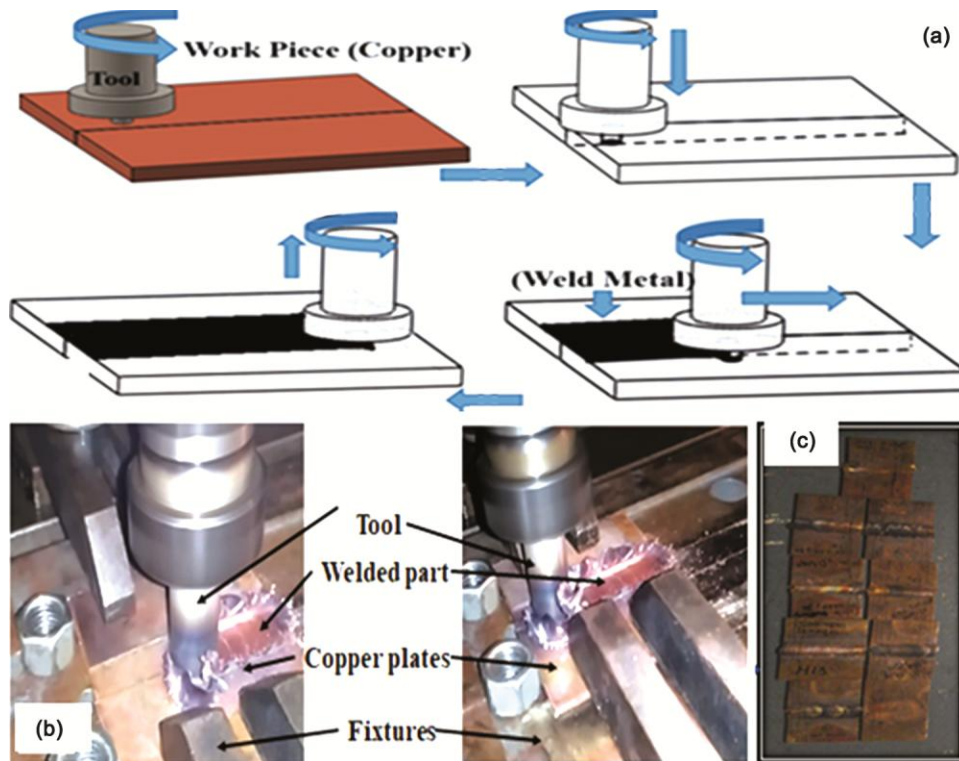 (a)
Work Piece (Copper)
Tool
(Weld Metal)
(b)
Tool
Welded part
Copper plates
Fixtures
(c)